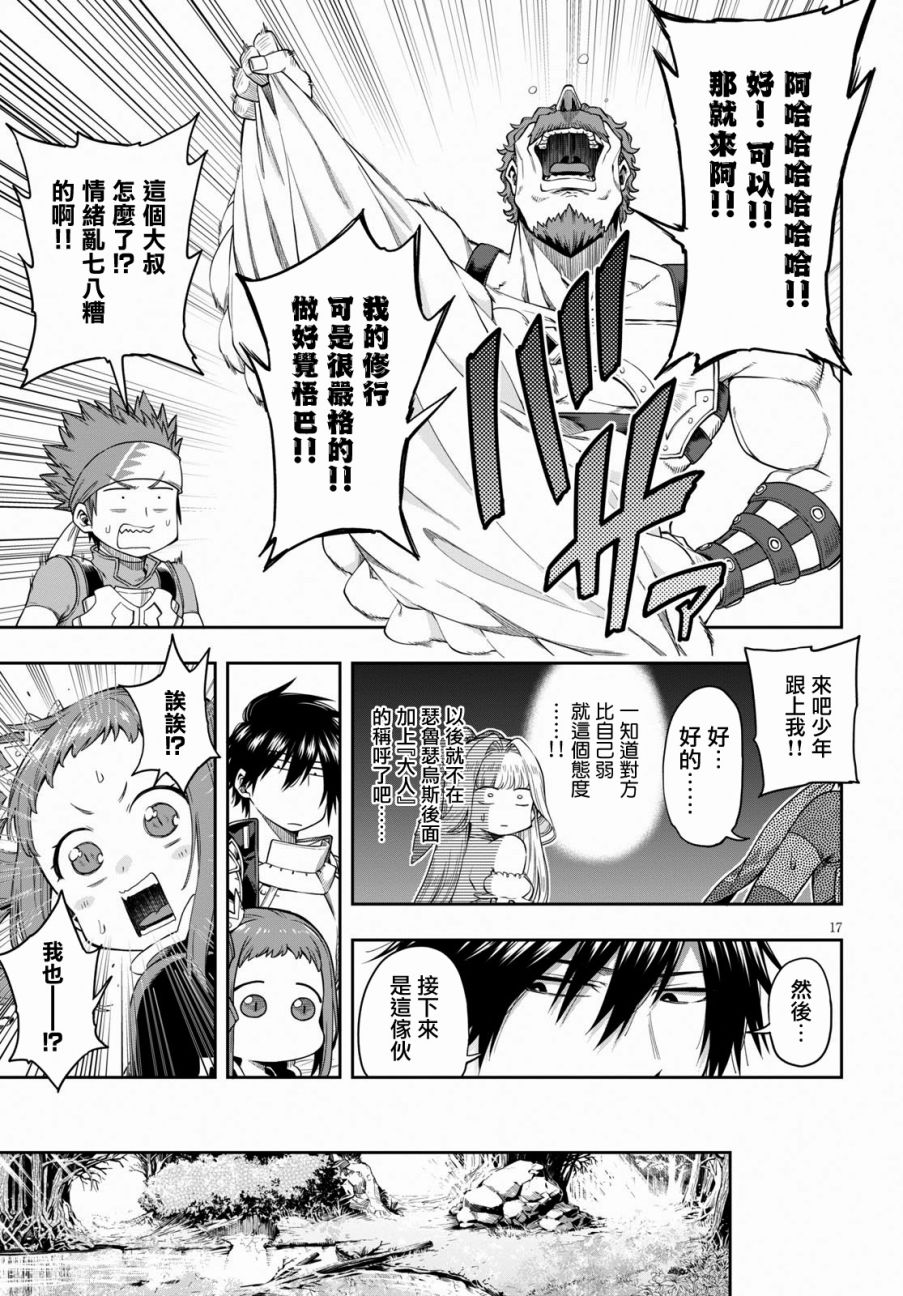 阿哈哈哈哈哈哈!!
好! 可以!!
那就來阿!!
我的修行
可是很嚴格的!!
做好覺悟巴!!
這個大叔
怎麼了!?
情緒亂七八糟
的啊!!
ババッ
グググァ
來吧少年
跟上我!!
好…
好的……
一知道對方
比自己弱
就這個態度
……!!
以後就不在
瑟魯瑟烏斯後面
加上『大人』
的稱呼了吧……
17
然後…
接下來
是這傢伙
誒誒!?
我也——!?